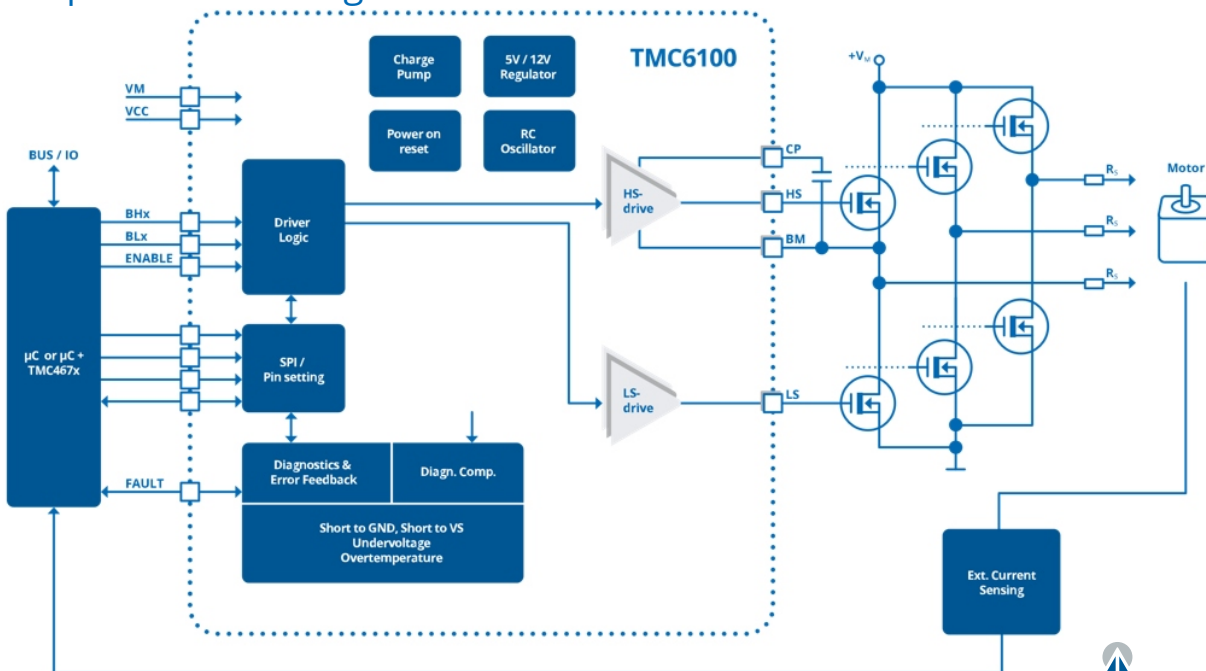 TMC6100
Charge
Pump
5V / 12V
Regulator
Power on
reset
RC
Oscillator
VM
VCC
BUS / IO
BHx
BLx
ENABLE
Driver
Logic
HS-
drive
CP
HS
BM
+VM
RS
RS
RS
Motor
µC or µC +
TMC467x
SPI /
Pin setting
LS-
drive
LS
Diagnostics &
Error Feedback
Diagn. Comp.
FAULT
Short to GND, Short to VS
Undervoltage
Overtemperature
Ext. Current
Sensing